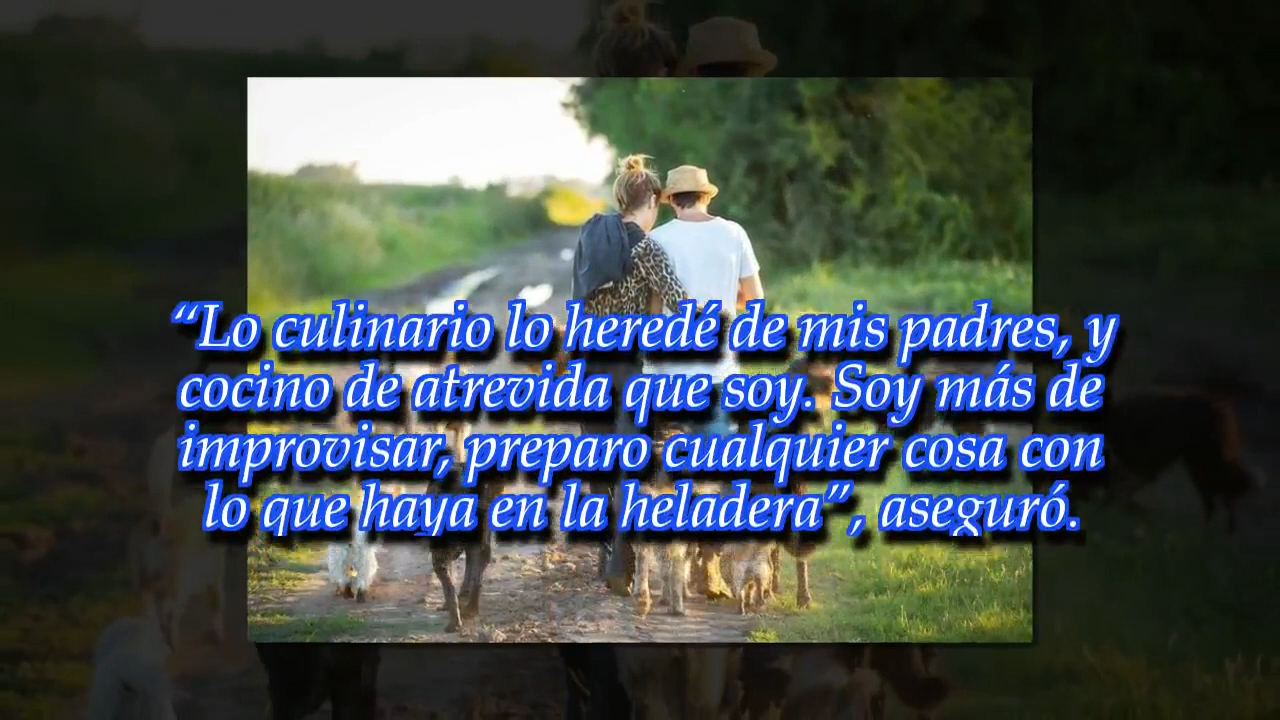 “Lo culinario lo heredé de mis padres, y
cocino de atrevida que soy. Soy más de
improvisar, preparo cualquier cosa con
lo que haya en la heladera”, aseguró.